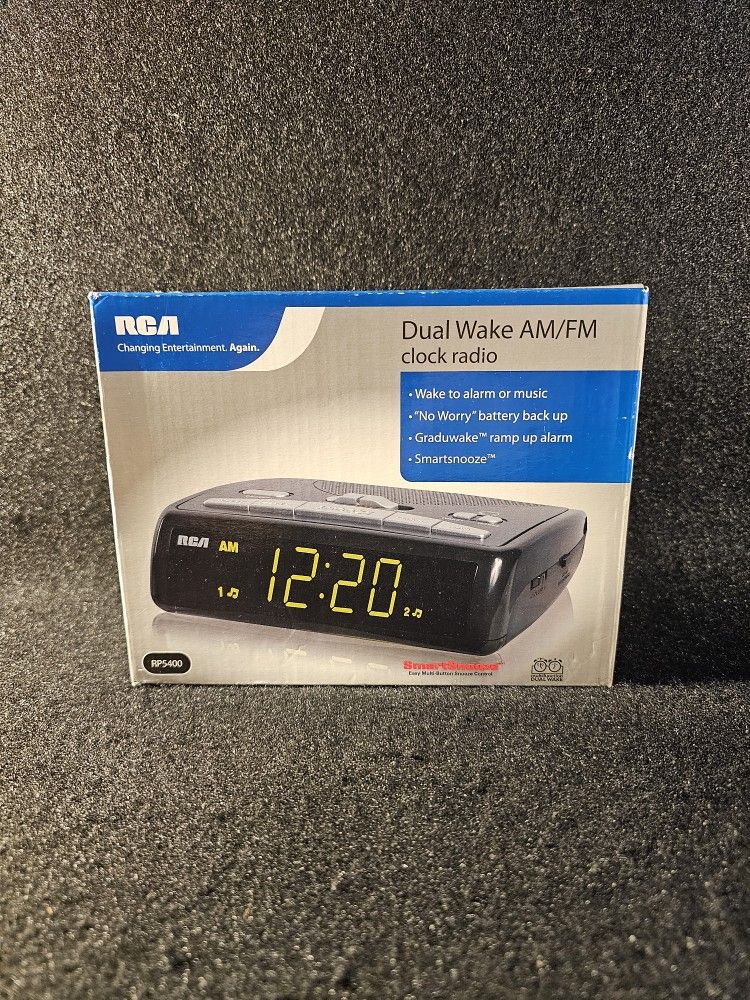 RCA
Changing Entertainment. Again.
Dual Wake AM/FM
clock radio
• Wake to alarm or music
• "No Worry" battery back up
• Graduwake™ ramp up alarm
• Smartsnooze™
RCA AM
12:20
1
2
RP5400
SmartSnooze
Easy Multi-Button Snooze Control
DUAL WAKE